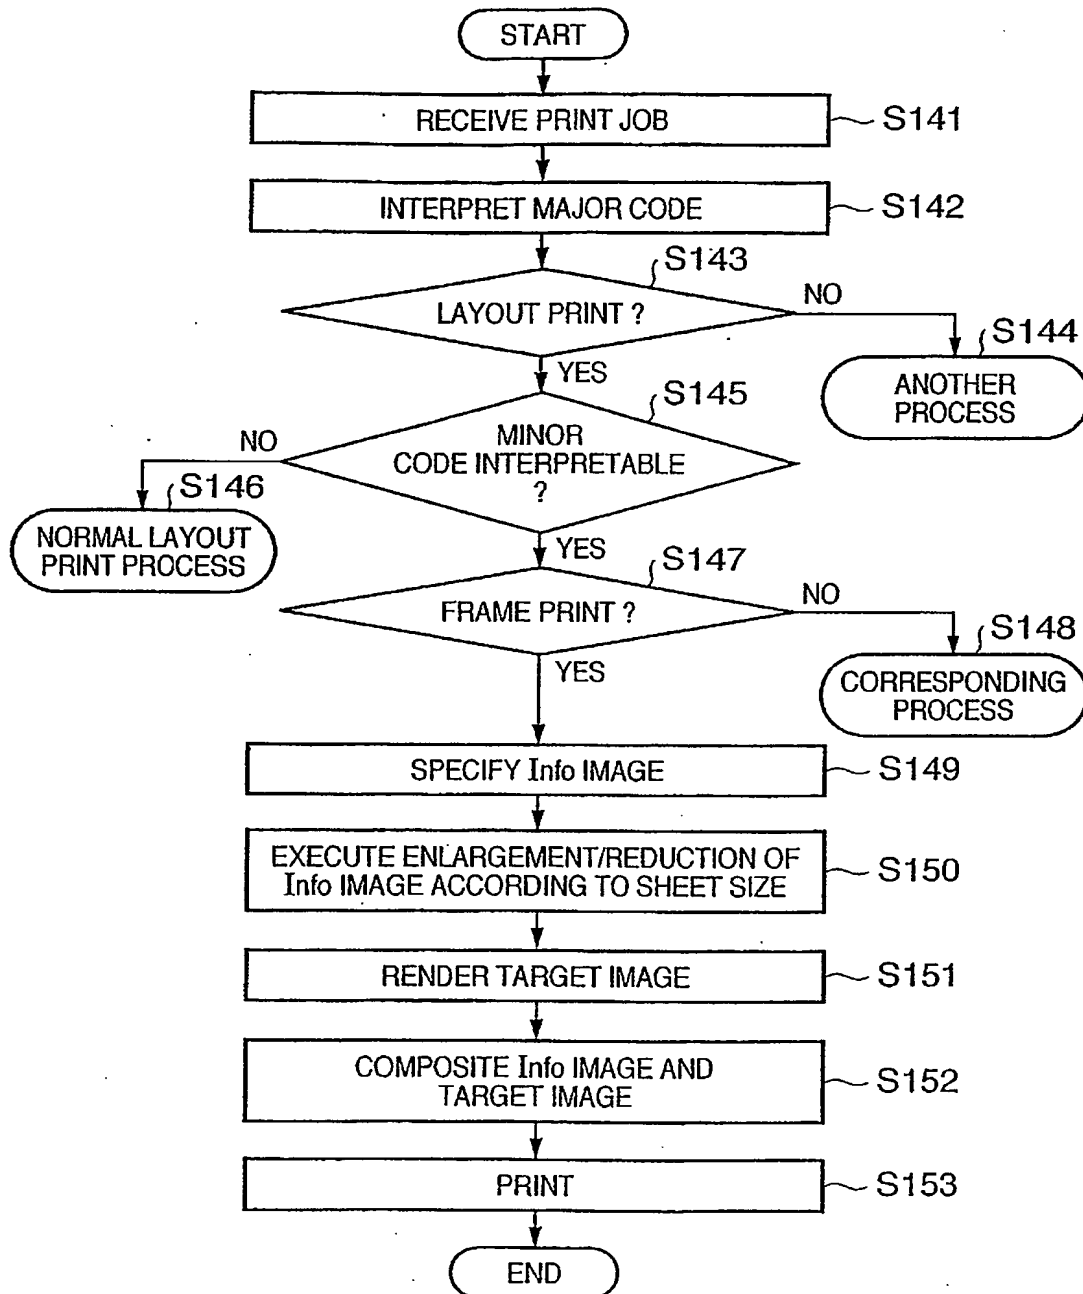 START
RECEIVE PRINT JOB
S141
INTERPRET MAJOR CODE
S142
S143
LAYOUT PRINT ?
NO
S144
ANOTHER
PROCESS
YES
S145
MINOR
CODE INTERPRETABLE
?
NO
S146
NORMAL LAYOUT
PRINT PROCESS
YES
S147
FRAME PRINT ?
NO
S148
CORRESPONDING
PROCESS
YES
SPECIFY Info IMAGE
S149
EXECUTE ENLARGEMENT/REDUCTION OF
Info IMAGE ACCORDING TO SHEET SIZE
S150
RENDER TARGET IMAGE
S151
COMPOSITE Info IMAGE AND
TARGET IMAGE
S152
PRINT
S153
END